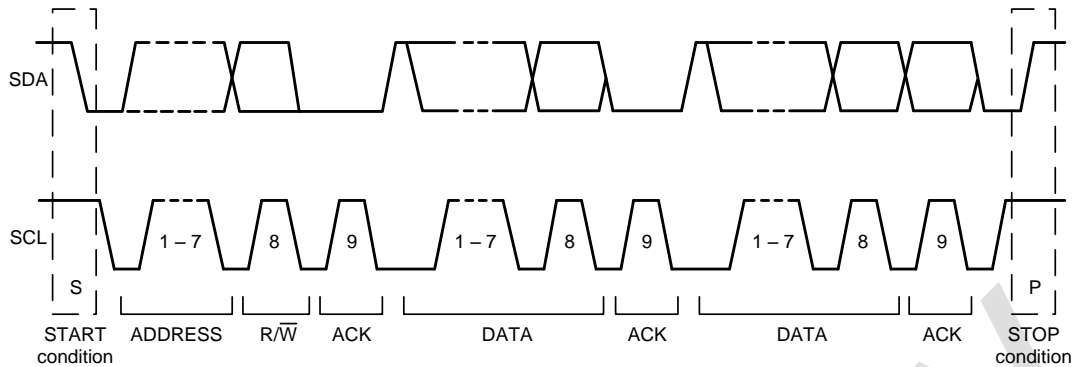 SDA
SCL
1 – 7 8 9 1 – 7 8 9 1 – 7 8 9
S P
START condition ADDRESS R/W̅ ACK DATA ACK DATA ACK STOP condition